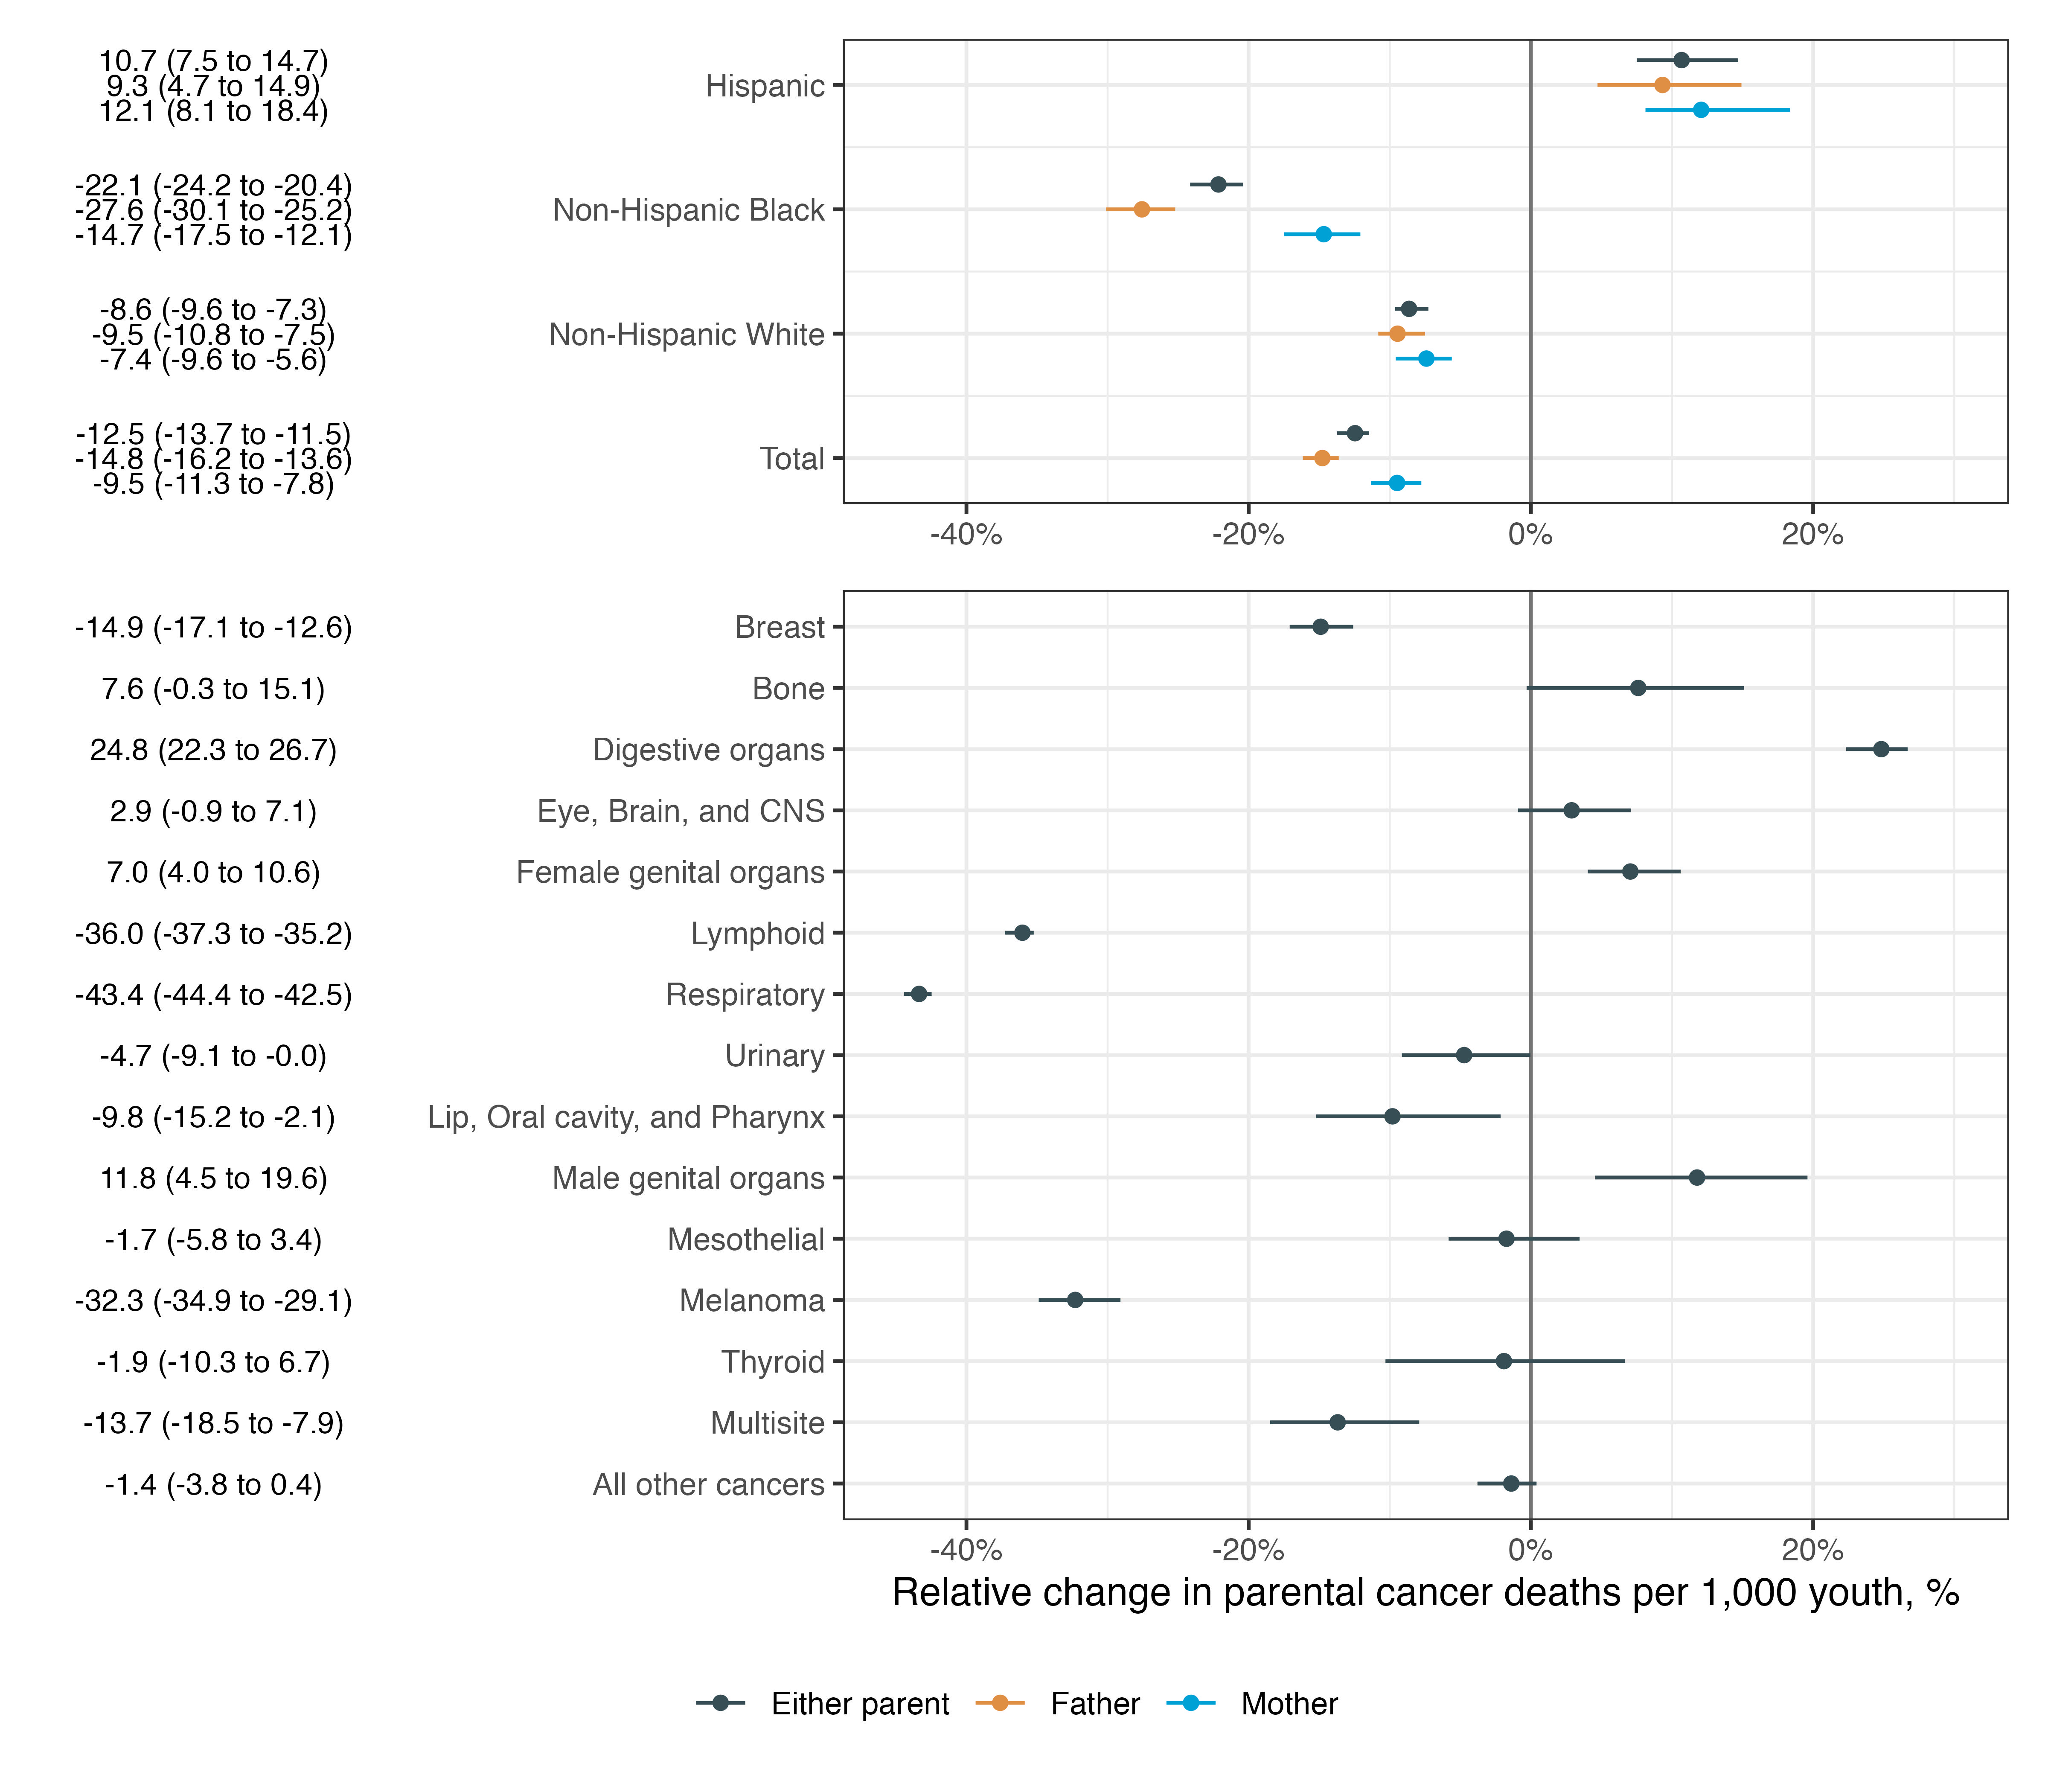 10.7 (7.5 to 14.7)
9.3 (4.7 to 14.9)
12.1 (8.1 to 18.4)
Hispanic
-22.1 (-24.2 to -20.4)
-27.6 (-30.1 to -25.2)
-14.7 (-17.5 to -12.1)
Non-Hispanic Black
-8.6 (-9.6 to -7.3)
-9.5 (-10.8 to -7.5)
-7.4 (-9.6 to -5.6)
Non-Hispanic White
-12.5 (-13.7 to -11.5)
-14.8 (-16.2 to -13.6)
-9.5 (-11.3 to -7.8)
Total
-40% -20% 0% 20%
-14.9 (-17.1 to -12.6) Breast
7.6 (-0.3 to 15.1) Bone
24.8 (22.3 to 26.7) Digestive organs
2.9 (-0.9 to 7.1) Eye, Brain, and CNS
7.0 (4.0 to 10.6) Female genital organs
-36.0 (-37.3 to -35.2) Lymphoid
-43.4 (-44.4 to -42.5) Respiratory
-4.7 (-9.1 to -0.0) Urinary
-9.8 (-15.2 to -2.1) Lip, Oral cavity, and Pharynx
11.8 (4.5 to 19.6) Male genital organs
-1.7 (-5.8 to 3.4) Mesothelial
-32.3 (-34.9 to -29.1) Melanoma
-1.9 (-10.3 to 6.7) Thyroid
-13.7 (-18.5 to -7.9) Multisite
-1.4 (-3.8 to 0.4) All other cancers
-40% -20% 0% 20%
Relative change in parental cancer deaths per 1,000 youth, %
Either parent Father Mother